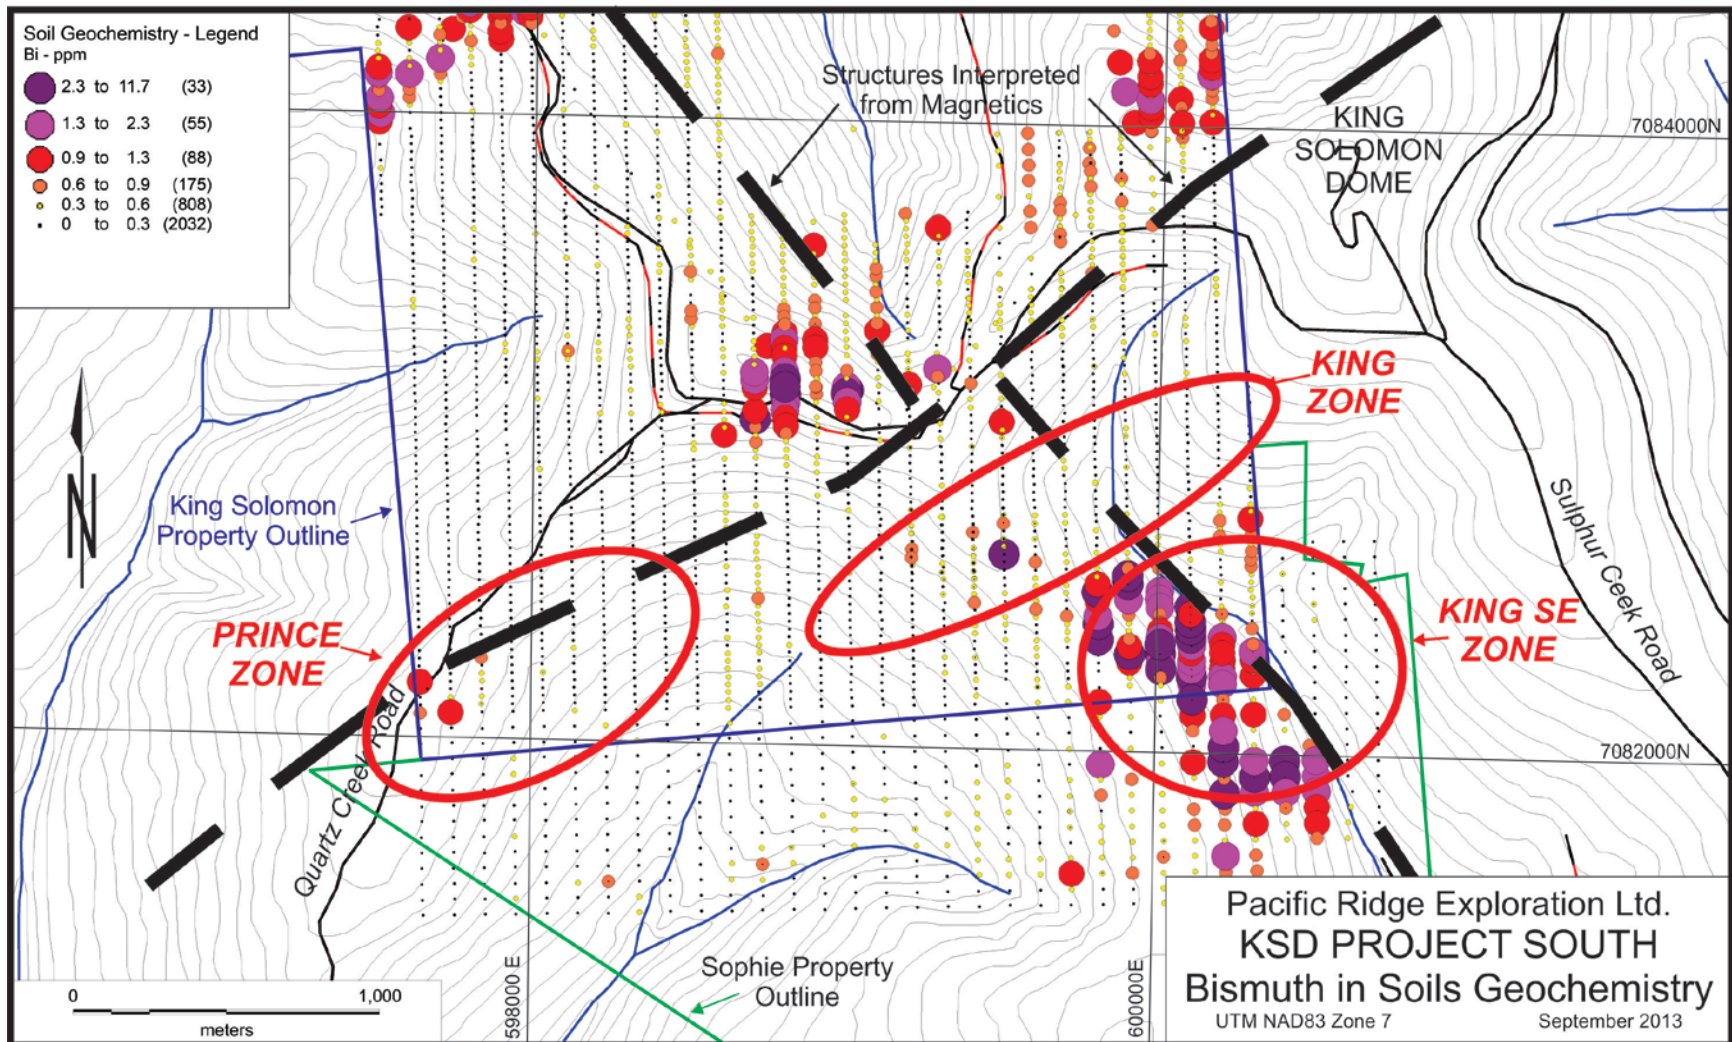 Soil Geochemistry - Legend
Bi - ppm
2.3 to 11.7 (33)
1.3 to 2.3 (55)
0.9 to 1.3 (88)
0.6 to 0.9 (175)
0.3 to 0.6 (808)
0 to 0.3 (2032)
Structures Interpreted
from Magnetics
KING
SOLOMON
DOME
7084000N
KING
ZONE
King Solomon
Property Outline
N
Sulphur Ceek Road
PRINCE
ZONE
KING SE
ZONE
7082000N
Quartz Creek Road
Sophie Property
Outline
598000 E
600000E
0 1,000
meters
Pacific Ridge Exploration Ltd.
KSD PROJECT SOUTH
Bismuth in Soils Geochemistry
UTM NAD83 Zone 7 September 2013